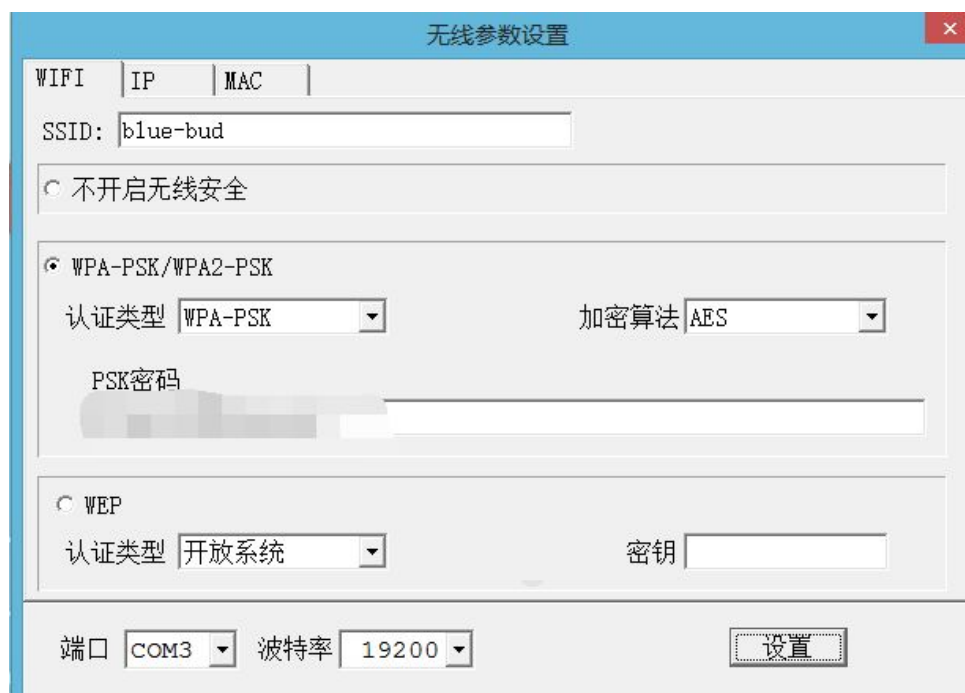 无线参数设置
WIFI IP MAC
SSID: blue-bud
不开启无线安全
WPA-PSK/WPA2-PSK
认证类型 WPA-PSK 加密算法 AES
PSK密码
WEP
认证类型 开放系统 密钥
端口 COM3 波特率 19200 设置